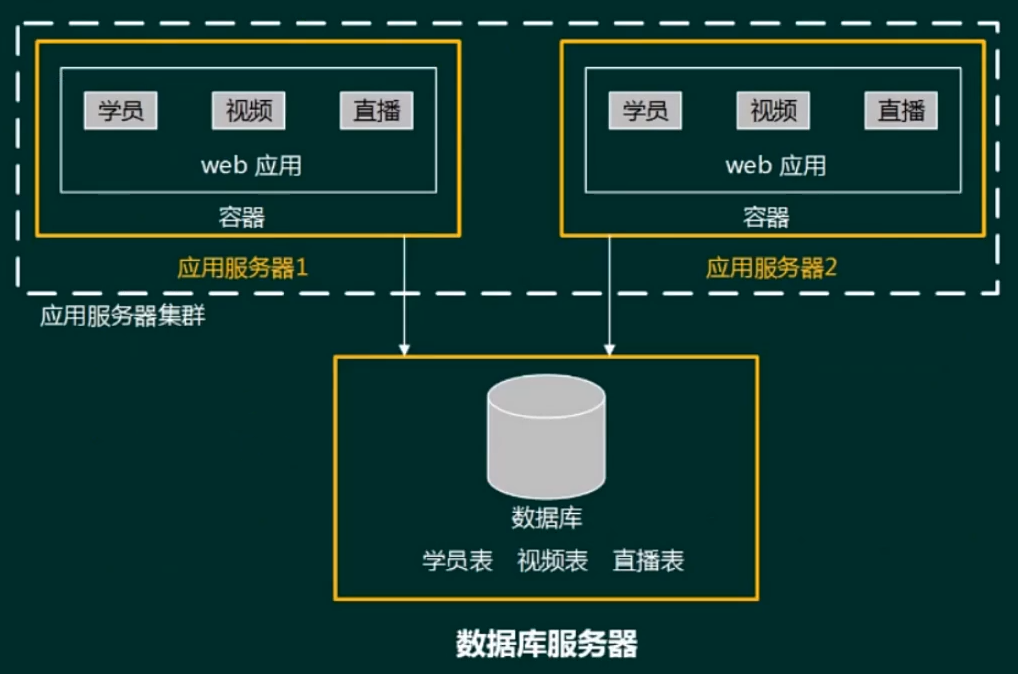 学员 视频 直播
web 应用
容器
应用服务器1
学员 视频 直播
web 应用
容器
应用服务器2
应用服务器集群
数据库
学员表 视频表 直播表
数据库服务器